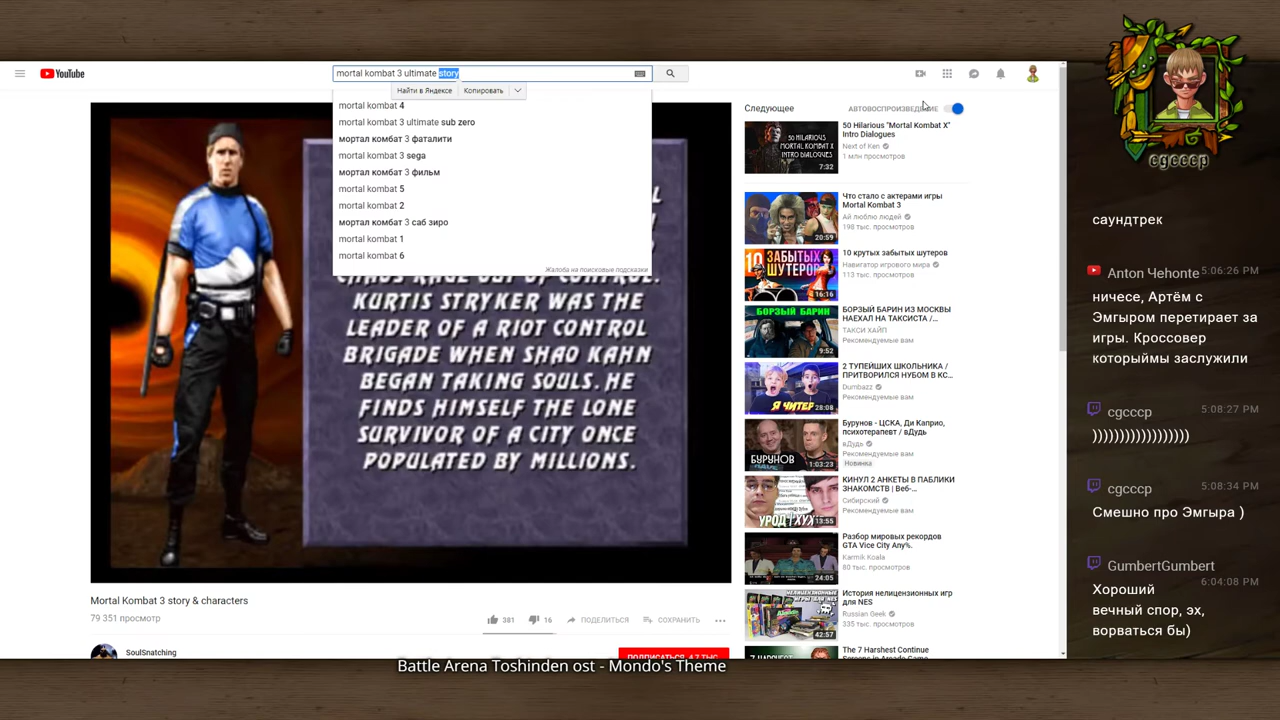 YouTube
mortal kombat 3 ultimate story
Найти в Яндексе Копировать
mortal kombat 4
mortal kombat 3 ultimate sub zero
мортал комбат 3 фаталити
mortal kombat 3 sega
мортал комбат 3 фильм
mortal kombat 5
mortal kombat 2
мортал комбат 3 саб зиро
mortal kombat 1
mortal kombat 6
Жалоба на поисковые подсказки
KURTIS STRYKER WAS THE
LEADER OF A RIOT CONTROL
BRIGADE WHEN SHAO KAHN
BEGAN TAKING SOULS. HE
FINDS HIMSELF THE LONE
SURVIVOR OF A CITY ONCE
POPULATED BY MILLIONS.
Mortal Kombat 3 story & characters
79 351 просмотр
381 16 ПОДЕЛИТЬСЯ СОХРАНИТЬ
SoulSnatching
Battle Arena Toshinden ost - Mondo's Theme
Следующее АВТОВОСПРОИЗВЕДЕНИЕ
50 HILARIOUS
MORTAL KOMBAT X
INTRO DIALOGUES
7:32
50 Hilarious "Mortal Kombat X"
Intro Dialogues
Next of Ken
1 млн просмотров
20:59
Что стало с актерами игры
Mortal Kombat 3
Ай люблю людей
198 тыс. просмотров
10 ЗАБЫТЫХ
ШУТЕРОВ
16:16
10 крутых забытых шутеров
Навигатор игрового мира
113 тыс. просмотров
БОРЗЫЙ БАРИН
9:52
БОРЗЫЙ БАРИН ИЗ МОСКВЫ
НАЕХАЛ НА ТАКСИСТА /...
ТАКСИ ХАЙП
Рекомендуемые вам
Я ЧИТЕР
28:08
2 ТУПЕЙШИХ ШКОЛЬНИКА /
ПРИТВОРИЛСЯ НУБОМ В КС...
Dumbazz
Рекомендуемые вам
БУРУНОВ
1:03:23
Бурунов - ЦСКА, Ди Каприо,
психотерапевт / вДудь
вДудь
Рекомендуемые вам
Новинка
13:55
КИНУЛ 2 АНКЕТЫ В ПАБЛИКИ
ЗНАКОМСТВ | Веб-...
Сибирский
Рекомендуемые вам
24:05
Разбор мировых рекордов
GTA Vice City Any%.
Karmik Koala
80 тыс. просмотров
42:57
История нелицензионных игр
для NES
Russian Geek
335 тыс. просмотров
The 7 Harshest Continue
Screens in Arcade Game
cgcccp
саундтрек
Anton Чеhonte 5:06:26 PM
ничесе, Артём с
Эмгыром перетирает за
игры. Кроссовер
которыймы заслужили
cgcccp 5:08:27 PM
))))))))))))))))))
cgcccp 5:08:34 PM
Смешно про Эмгыра )
GumbertGumbert
6:04:08 PM
Хороший
вечный спор, эх,
ворваться бы)